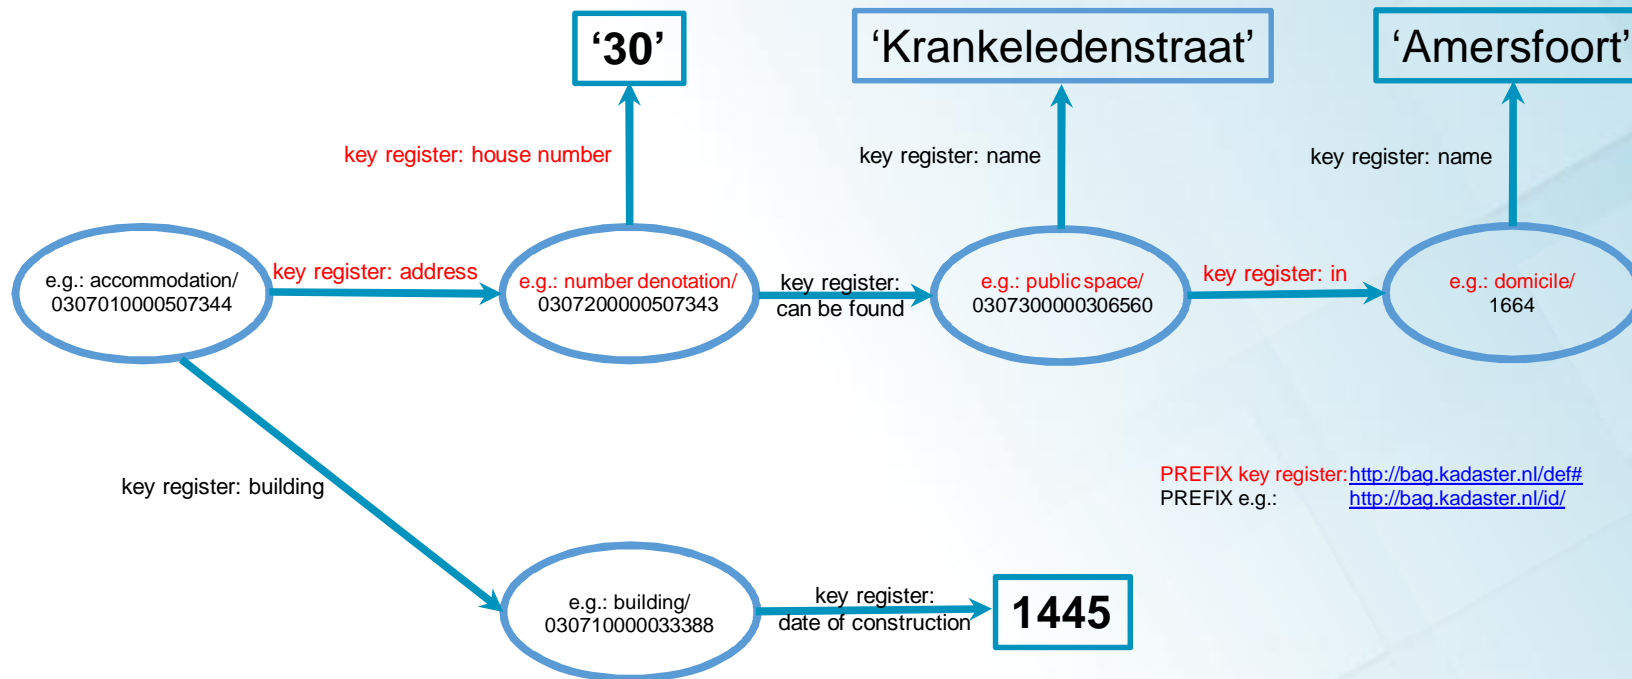 ‘30’
‘Krankeledenstraat’
‘Amersfoort’
key register: house number
key register: name
key register: name
e.g.: accommodation/
0307010000507344
key register: address
e.g.: number denotation/
0307200000507343
key register:
can be found
e.g.: public space/
0307300000306560
key register: in
e.g.: domicile/
1664
key register: building
PREFIX key register: http://bag.kadaster.nl/def#
PREFIX e.g.: http://bag.kadaster.nl/id/
e.g.: building/
030710000033388
key register:
date of construction
1445